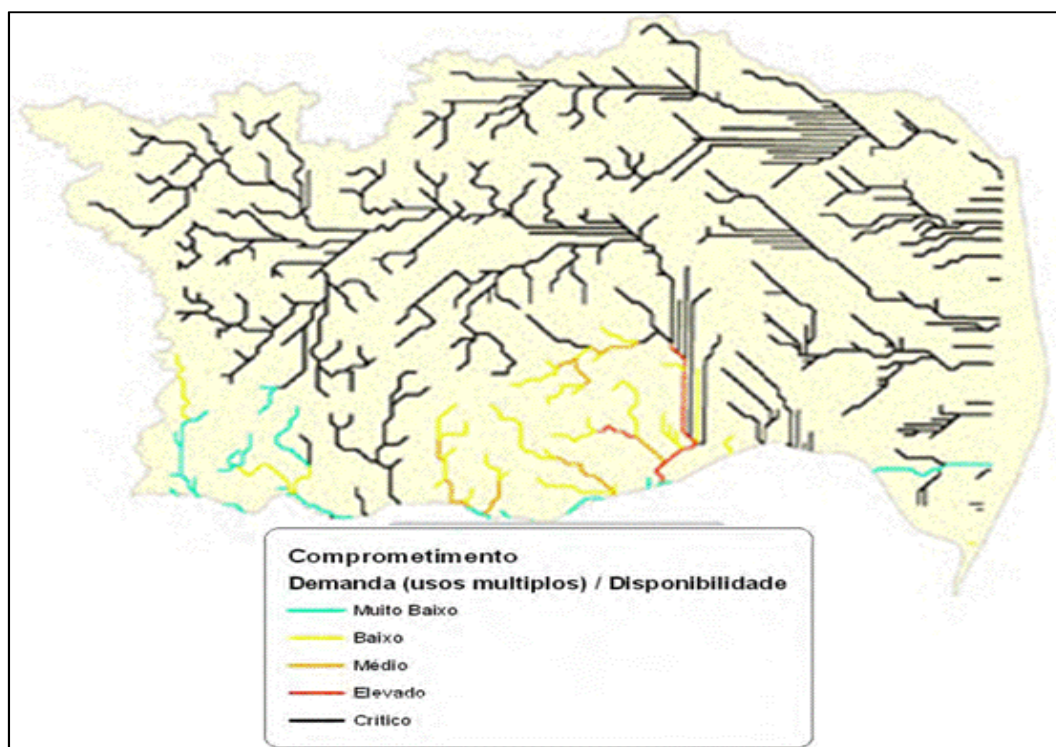 Comprometimento
Demanda (usos multiplos) / Disponibilidade
Muito Baixo
Baixo
Médio
Elevado
Crítico